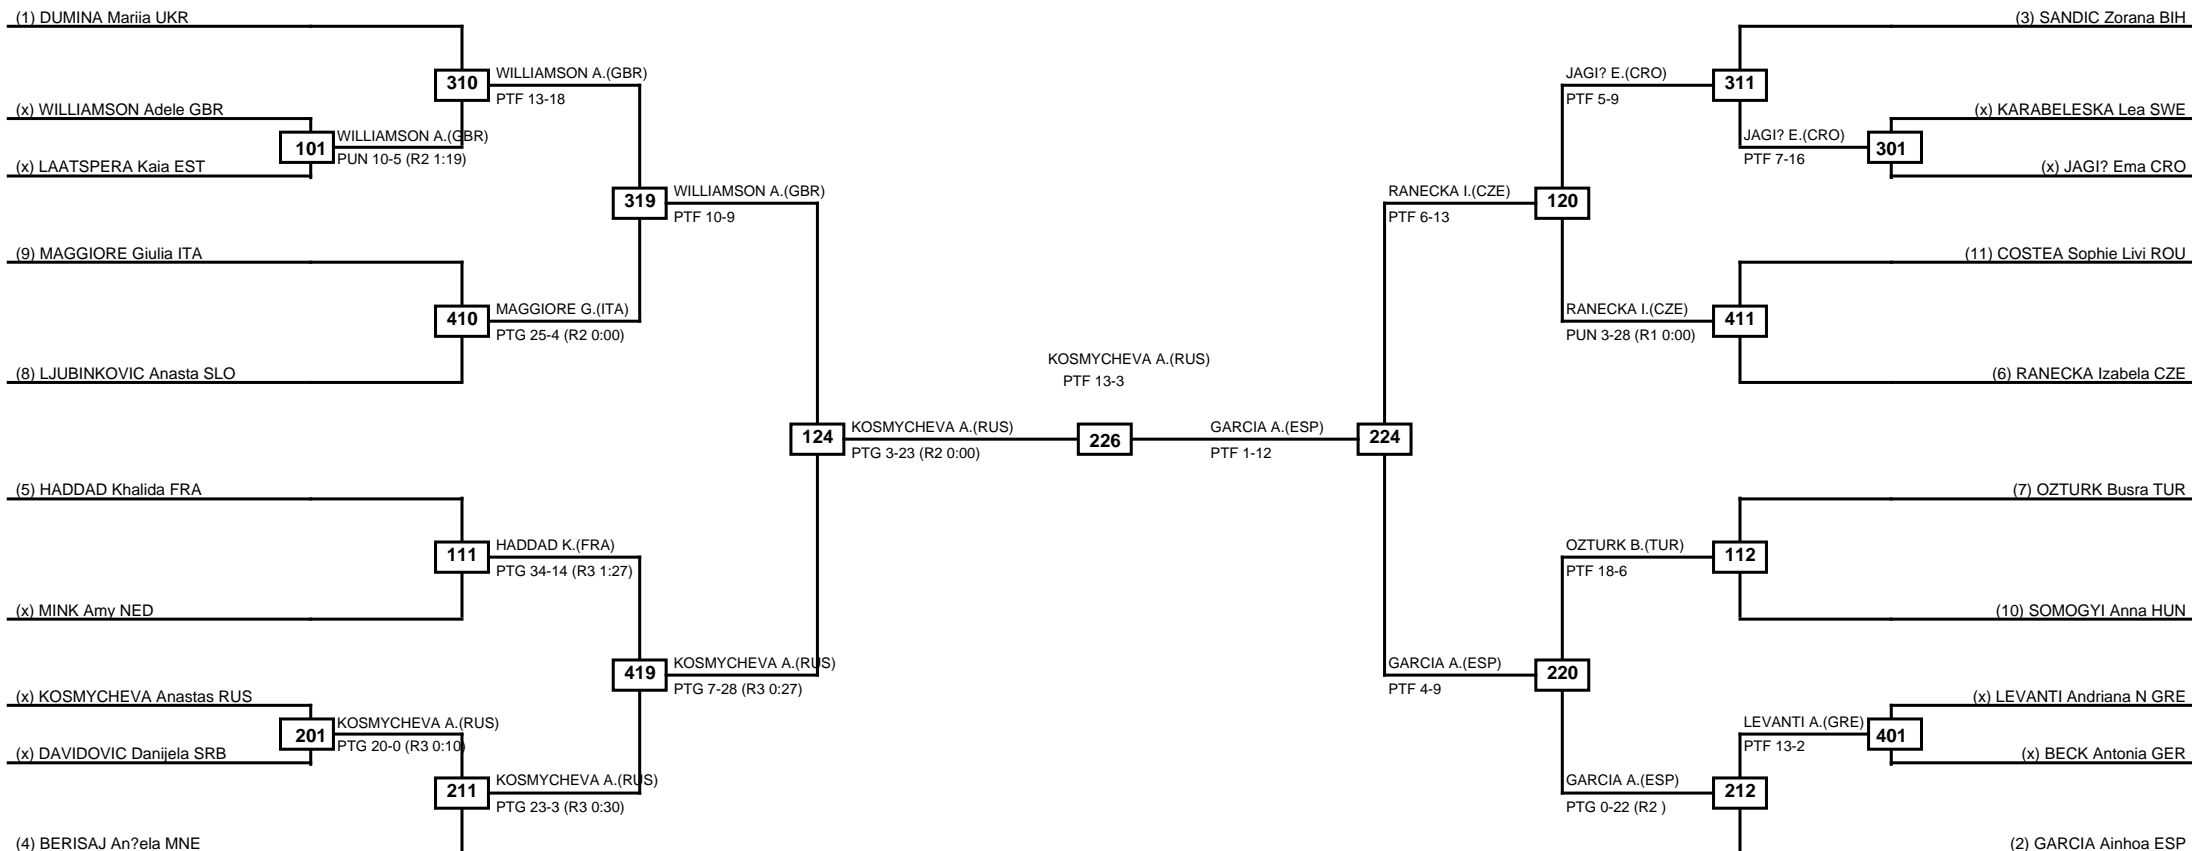 (1) DUMINA Mariia UKR
(3) SANDIC Zorana BIH
310
WILLIAMSON A.(GBR)
PTF 13-18
JAGI? E.(CRO)
PTF 5-9
311
(x) WILLIAMSON Adele GBR
(x) KARABELESKA Lea SWE
101
WILLIAMSON A.(GBR)
PUN 10-5 (R2 1:19)
JAGI? E.(CRO)
PTF 7-16
301
(x) LAATSPERA Kaia EST
(x) JAGI? Ema CRO
319
WILLIAMSON A.(GBR)
PTF 10-9
RANECKA I.(CZE)
PTF 6-13
120
(9) MAGGIORE Giulia ITA
(11) COSTEA Sophie Livi ROU
410
MAGGIORE G.(ITA)
PTG 25-4 (R2 0:00)
RANECKA I.(CZE)
PUN 3-28 (R1 0:00)
411
(8) LJUBINKOVIC Anasta SLO
KOSMYCHEVA A.(RUS)
PTF 13-3
(6) RANECKA Izabela CZE
124
KOSMYCHEVA A.(RUS)
PTG 3-23 (R2 0:00)
226
GARCIA A.(ESP)
PTF 1-12
224
(5) HADDAD Khalida FRA
(7) OZTURK Busra TUR
111
HADDAD K.(FRA)
PTG 34-14 (R3 1:27)
OZTURK B.(TUR)
PTF 18-6
112
(x) MINK Amy NED
(10) SOMOGYI Anna HUN
419
KOSMYCHEVA A.(RUS)
PTG 7-28 (R3 0:27)
GARCIA A.(ESP)
PTF 4-9
220
(x) KOSMYCHEVA Anastas RUS
(x) LEVANTI Andriana N GRE
201
KOSMYCHEVA A.(RUS)
PTG 20-0 (R3 0:10)
LEVANTI A.(GRE)
PTF 13-2
401
(x) DAVIDOVIC Danijela SRB
(x) BECK Antonia GER
211
KOSMYCHEVA A.(RUS)
PTG 23-3 (R3 0:30)
GARCIA A.(ESP)
PTG 0-22 (R2 )
212
(4) BERISAJ An?ela MNE
(2) GARCIA Ainhoa ESP